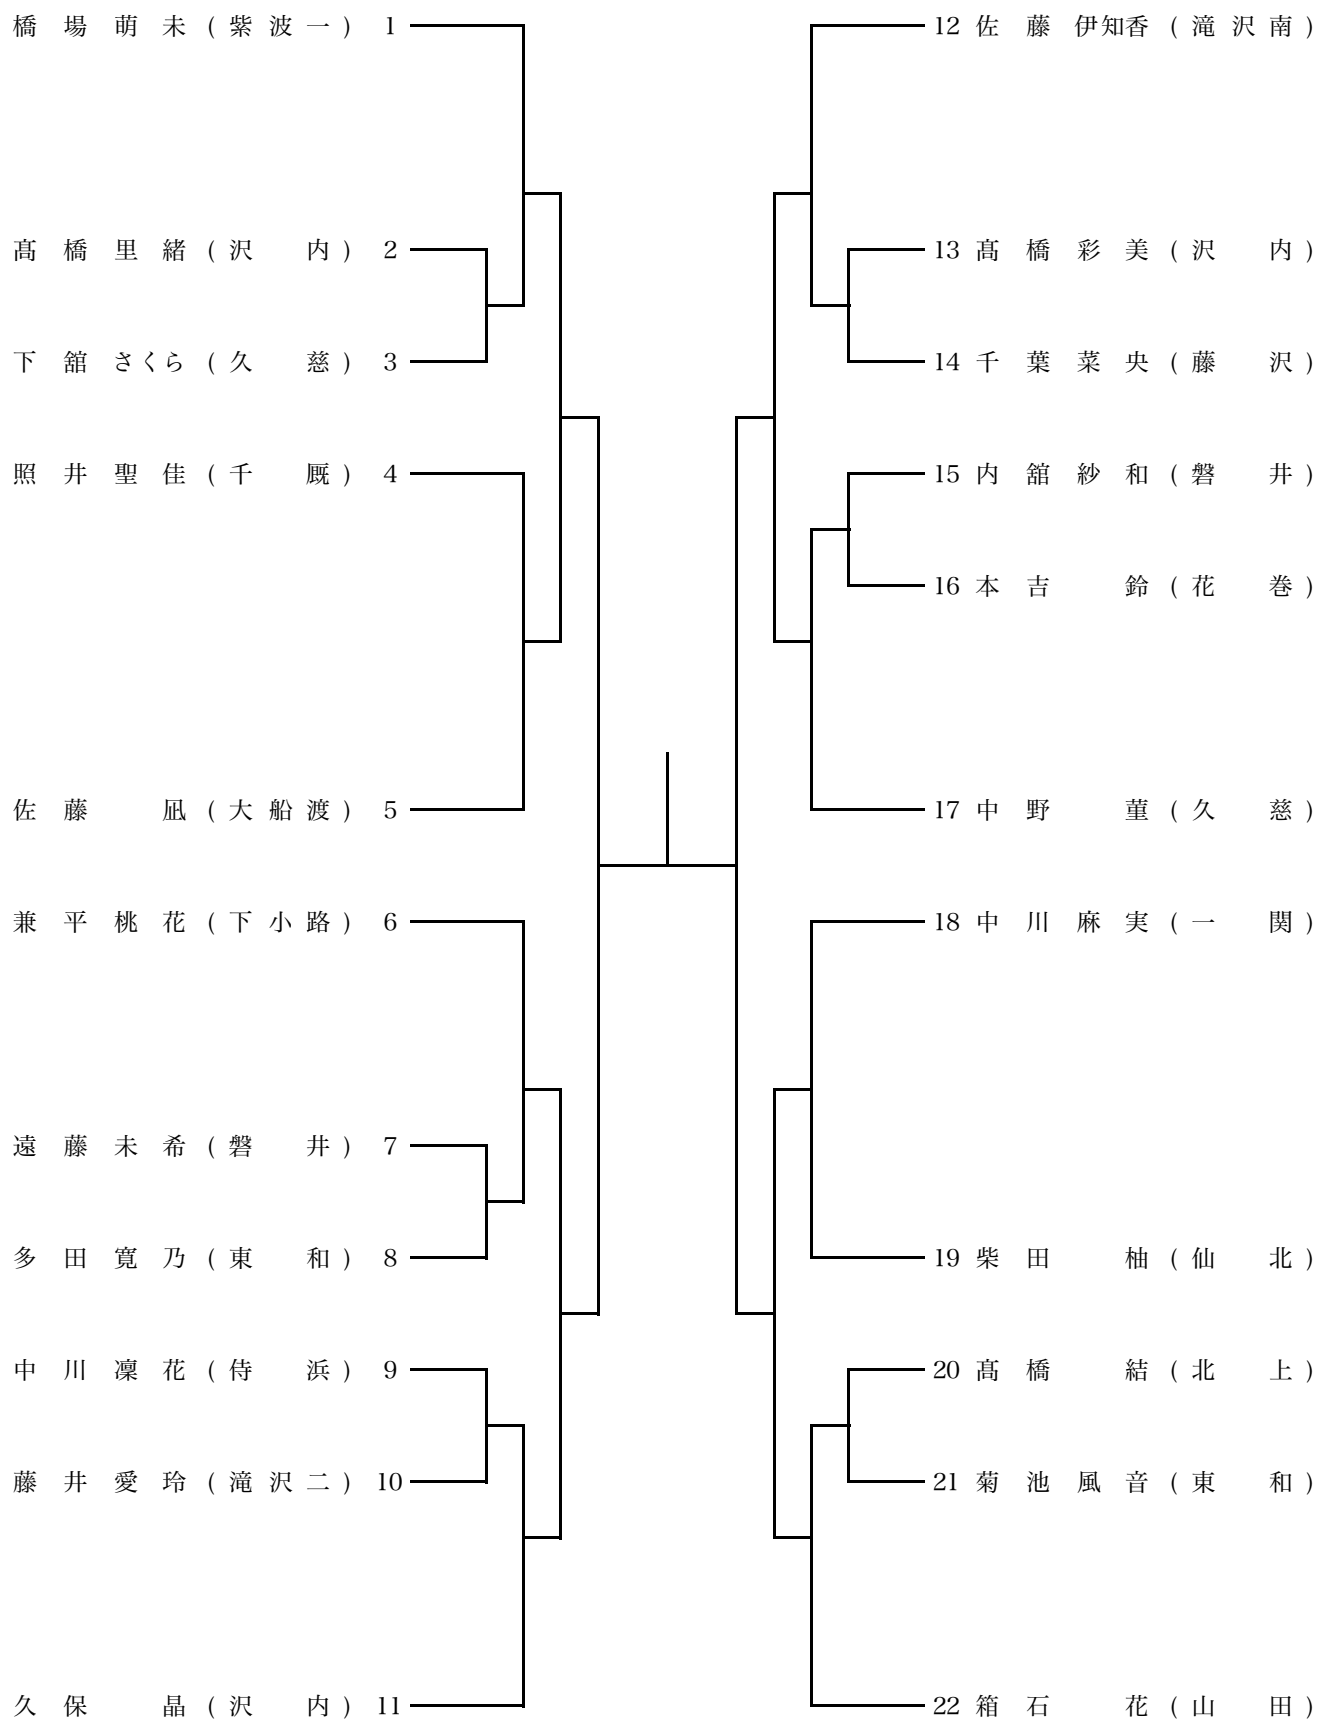 橋場萌未(紫波一) 1
髙橋里緒(沢内) 2
下舘さくら(久慈) 3
照井聖佳(千厩) 4
佐藤凪(大船渡) 5
兼平桃花(下小路) 6
遠藤未希(磐井) 7
多田寛乃(東和) 8
中川凜花(侍浜) 9
藤井愛玲(滝沢二) 10
久保晶(沢内) 11
12 佐藤伊知香(滝沢南)
13 髙橋彩美(沢内)
14 千葉菜央(藤沢)
15 内舘紗和(磐井)
16 本吉鈴(花巻)
17 中野菫(久慈)
18 中川麻実(一関)
19 柴田柚(仙北)
20 髙橋結(北上)
21 菊池風音(東和)
22 箱石花(山田)